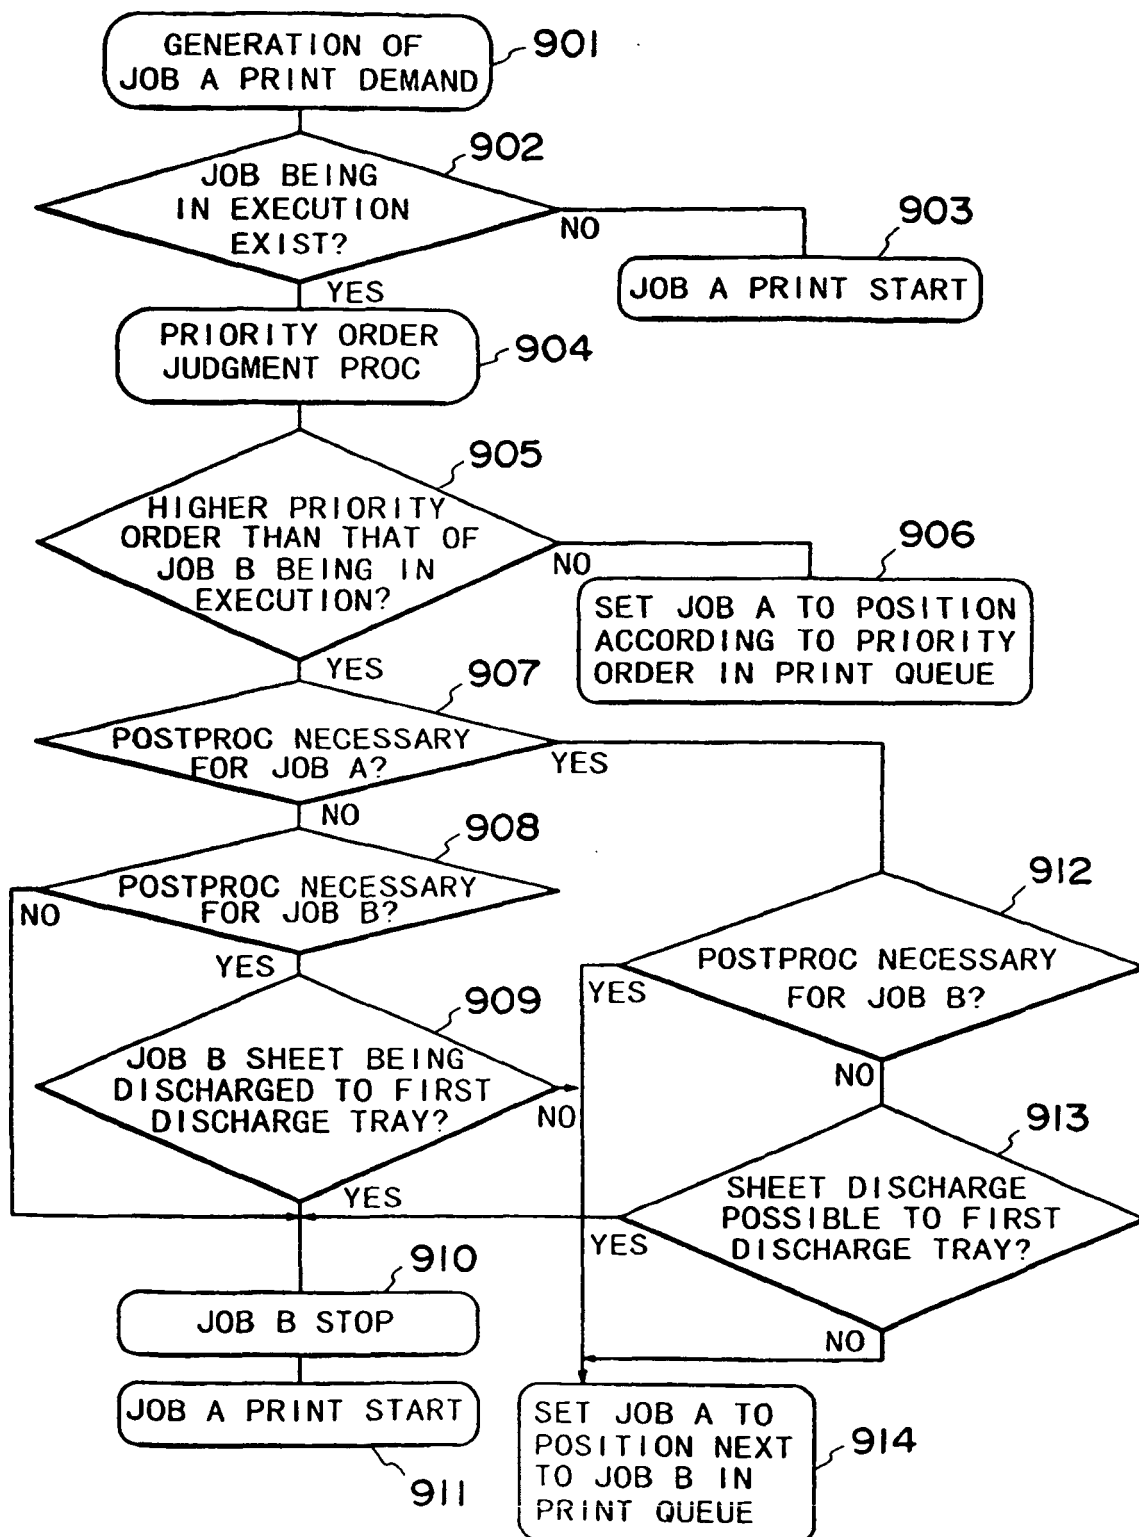 GENERATION OF
JOB A PRINT DEMAND
901
902
JOB BEING
IN EXECUTION
EXIST?
NO
903
JOB A PRINT START
YES
PRIORITY ORDER
JUDGMENT PROC
904
905
HIGHER PRIORITY
ORDER THAN THAT OF
JOB B BEING IN
EXECUTION?
NO
906
SET JOB A TO POSITION
ACCORDING TO PRIORITY
ORDER IN PRINT QUEUE
YES
907
POSTPROC NECESSARY
FOR JOB A?
YES
NO
908
POSTPROC NECESSARY
FOR JOB B?
NO
YES
912
POSTPROC NECESSARY
FOR JOB B?
YES
NO
909
JOB B SHEET BEING
DISCHARGED TO FIRST
DISCHARGE TRAY?
NO
YES
913
SHEET DISCHARGE
POSSIBLE TO FIRST
DISCHARGE TRAY?
YES
NO
910
JOB B STOP
JOB A PRINT START
911
SET JOB A TO
POSITION NEXT
TO JOB B IN
PRINT QUEUE
914